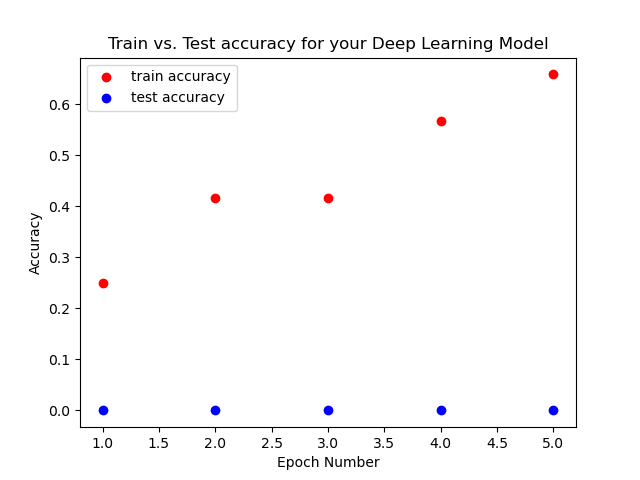 Train vs. Test accuracy for your Deep Learning Model
train accuracy
test accuracy
0.6
0.5
0.4
0.3
0.2
0.1
0.0
Accuracy
1.0 1.5 2.0 2.5 3.0 3.5 4.0 4.5 5.0
Epoch Number